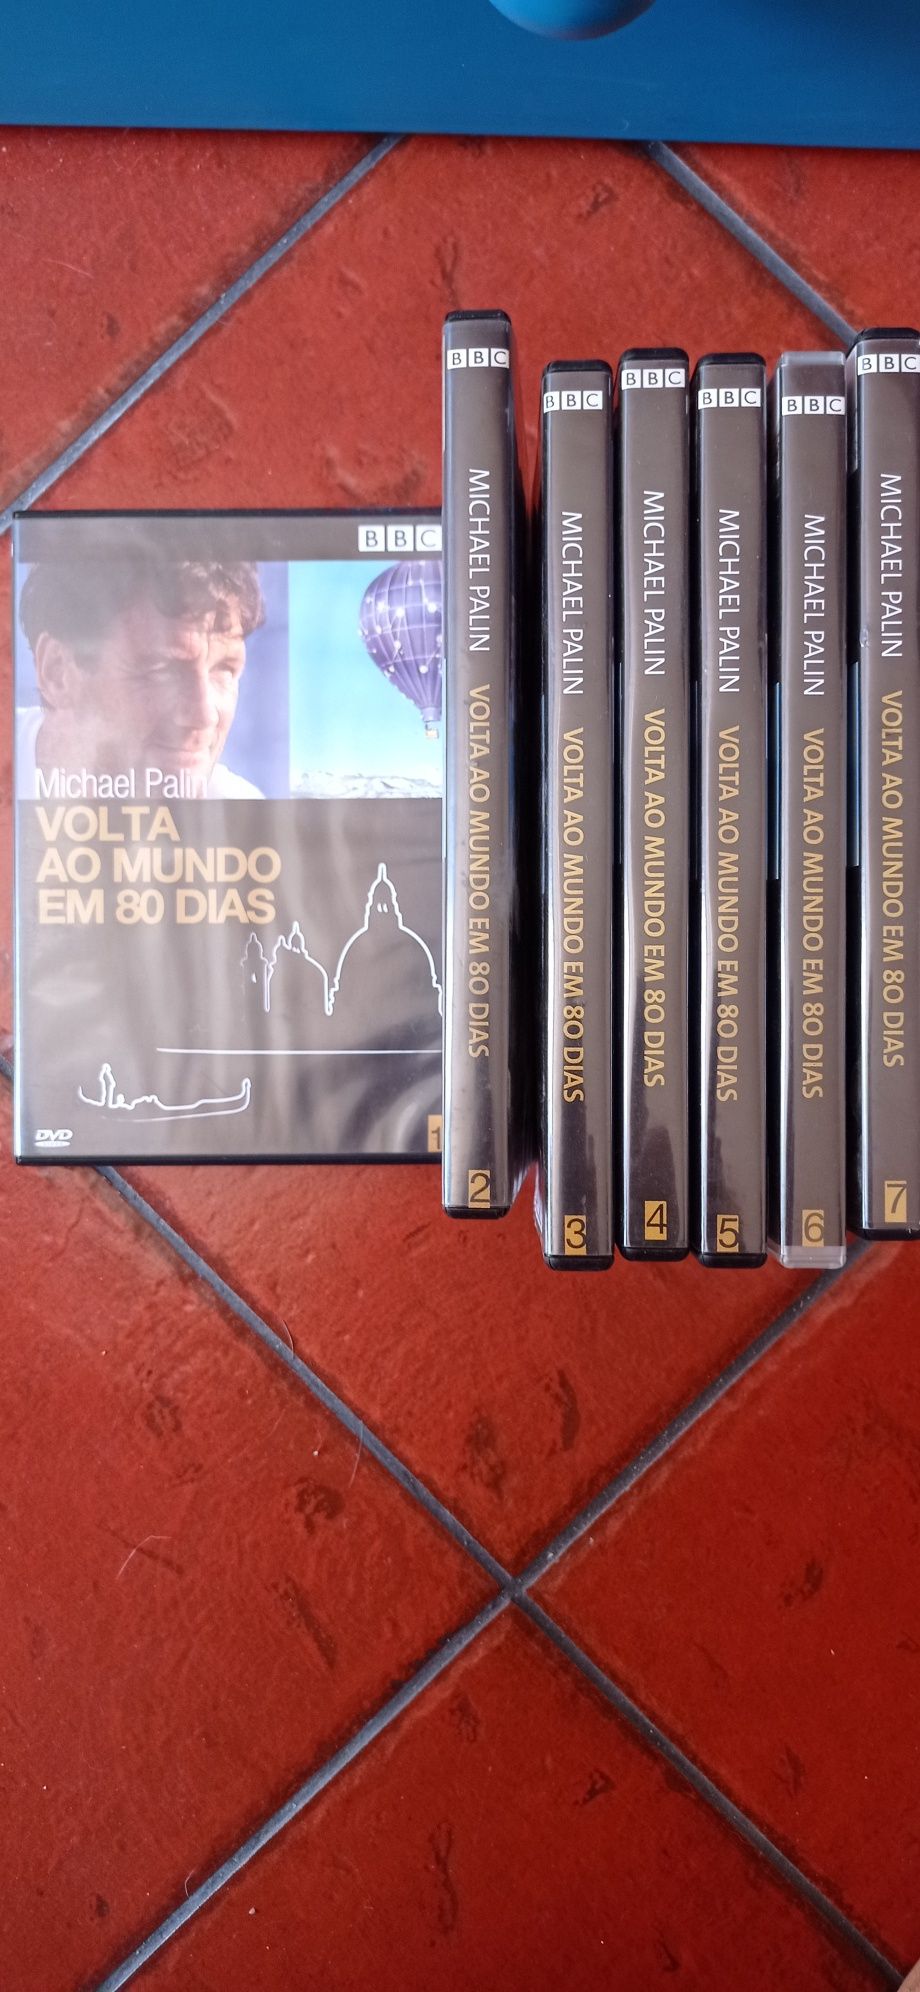 BBC
Michael Palin
VOLTA
AO MUNDO
EM 80 DIAS
DVD
1
BBC MICHAEL PALIN VOLTA AO MUNDO EM 80 DIAS 2
BBC MICHAEL PALIN VOLTA AO MUNDO EM 80 DIAS 3
BBC MICHAEL PALIN VOLTA AO MUNDO EM 80 DIAS 4
BBC MICHAEL PALIN VOLTA AO MUNDO EM 80 DIAS 5
BBC MICHAEL PALIN VOLTA AO MUNDO EM 80 DIAS 6
BBC MICHAEL PALIN VOLTA AO MUNDO EM 80 DIAS 7